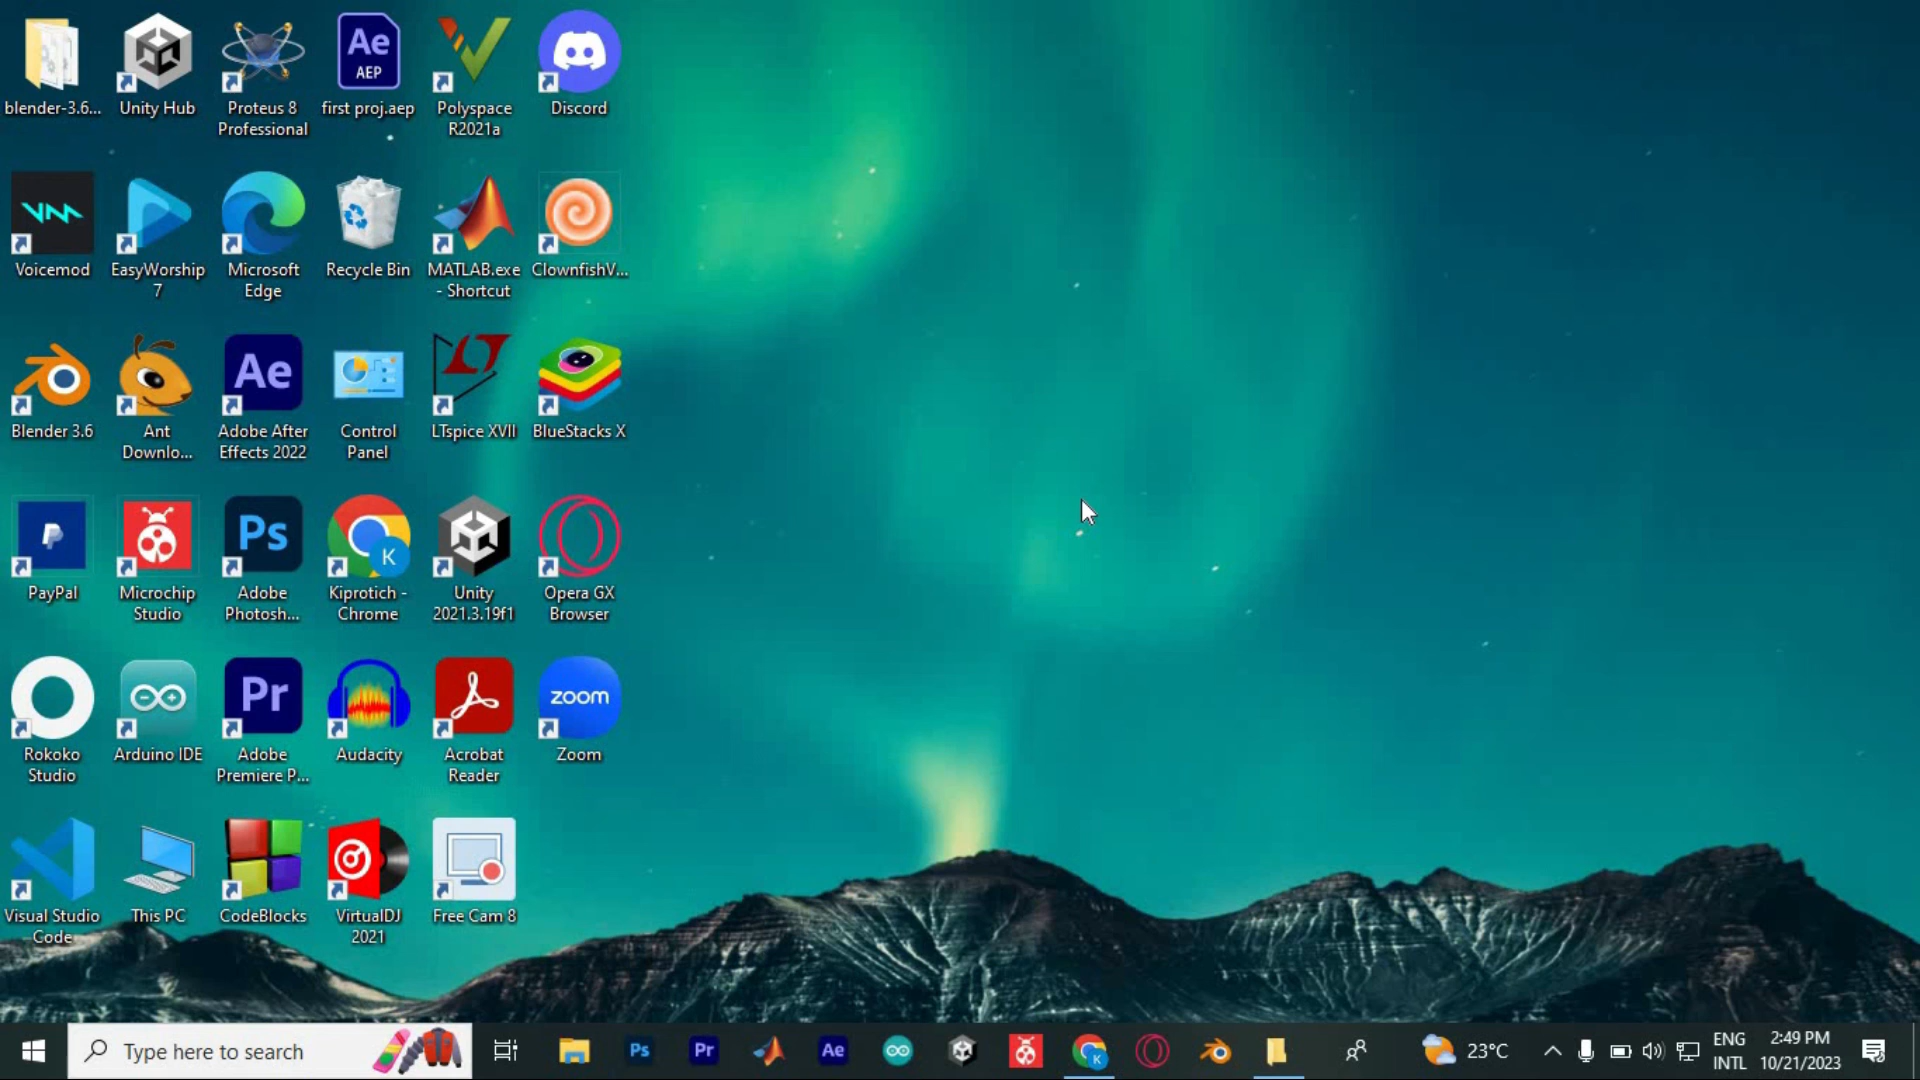 Ae
AEP
blender-3.6...
Unity Hub
Proteus 8
Professional
first proj.aep
Polyspace
R2021a
Discord
Voicemod
EasyWorship
7
Microsoft
Edge
Recycle Bin
MATLAB.exe
- Shortcut
ClownfishV...
Ae
Blender 3.6
Ant
Downlo...
Adobe After
Effects 2022
Control
Panel
LTspice XVII
BlueStacks X
P
Ps
K
PayPal
Microchip
Studio
Adobe
Photosh...
Kiprotich -
Chrome
Unity
2021.3.19f1
Opera GX
Browser
Pr
zoom
Rokoko
Studio
Arduino IDE
Adobe
Premiere P...
Audacity
Acrobat
Reader
Zoom
Visual Studio
Code
This PC
CodeBlocks
VirtualDJ
2021
Free Cam 8
Type here to search
Ps
Pr
Ae
K
23°C
ENG
INTL
2:49 PM
10/21/2023